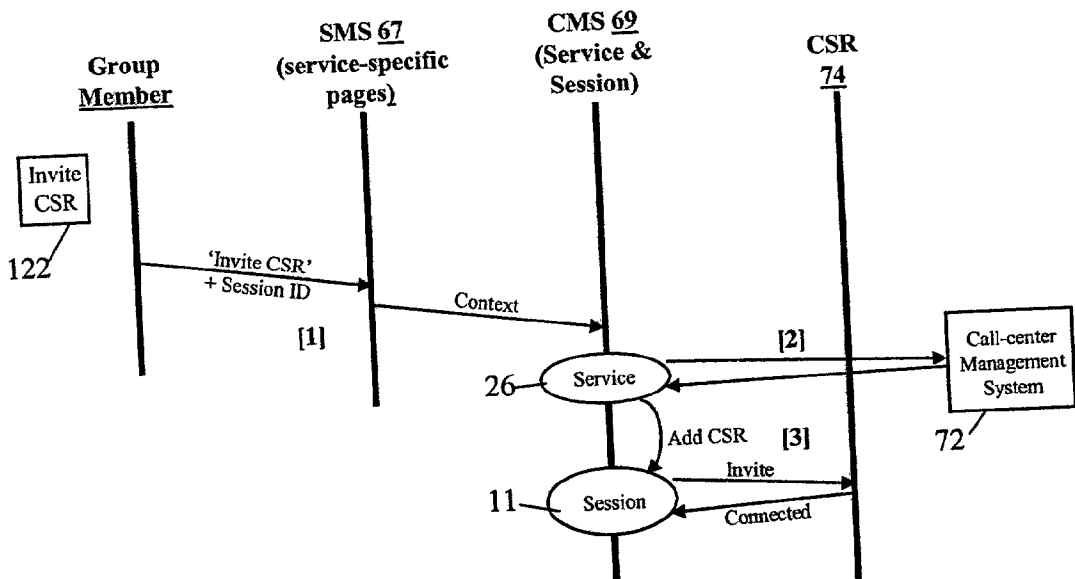 Group
Member
SMS 67
(service-specific
pages)
CMS 69
(Service &
Session)
CSR
74
Invite
CSR
122
'Invite CSR'
+ Session ID
[1]
Context
[2]
Call-center
Management
System
72
26
Service
Add CSR
[3]
Invite
11
Session
Connected